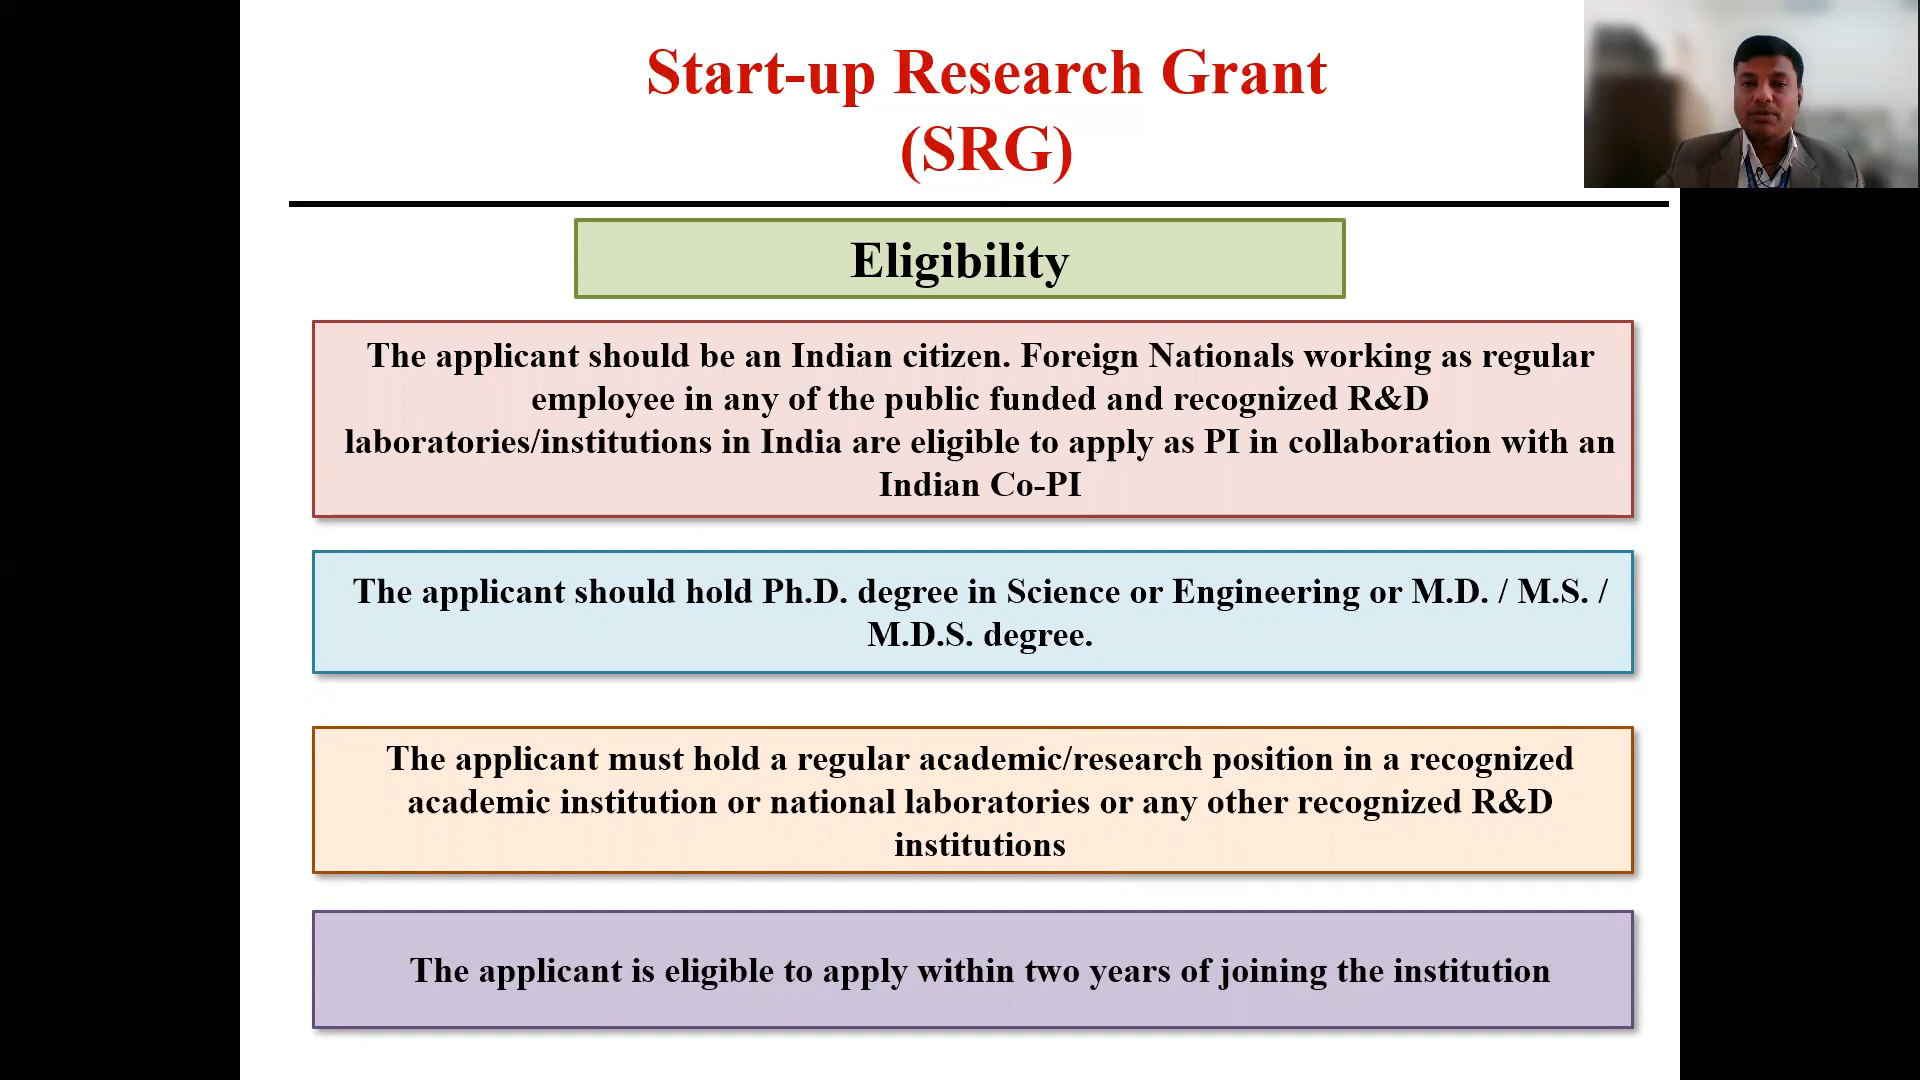 Start-up Research Grant
(SRG)
Eligibility
The applicant should be an Indian citizen. Foreign Nationals working as regular
employee in any of the public funded and recognized R&D
laboratories/institutions in India are eligible to apply as PI in collaboration with an
Indian Co-PI
The applicant should hold Ph.D. degree in Science or Engineering or M.D. / M.S. /
M.D.S. degree.
The applicant must hold a regular academic/research position in a recognized
academic institution or national laboratories or any other recognized R&D
institutions
The applicant is eligible to apply within two years of joining the institution